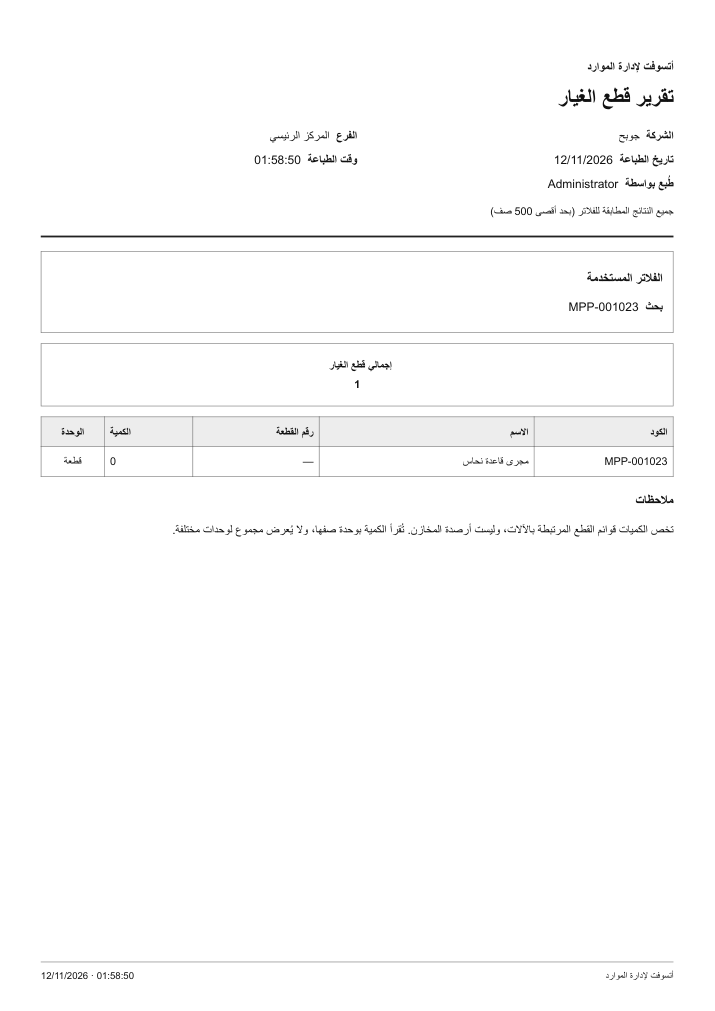 أتسوفت لإدارة الموارد
تقرير قطع الغيار
الشركة جوبح الفرع المركز الرئيسي
تاريخ الطباعة 12/11/2026 وقت الطباعة 01:58:50
طُبع بواسطة Administrator
جميع النتائج المطابقة للفلاتر (بحد أقصى 500 صف)
الفلاتر المستخدمة
بحث MPP-001023
إجمالي قطع الغيار
1
الكود الاسم رقم القطعة الكمية الوحدة
MPP-001023 مجرى قاعدة نحاس — 0 قطعة
ملاحظات
تخص الكميات قوائم القطع المرتبطة بالآلات، وليست أرصدة المخازن. تُقرأ الكمية بوحدة صفها، ولا يُعرض مجموع لوحدات مختلفة.
أتسوفت لإدارة الموارد 12/11/2026 · 01:58:50